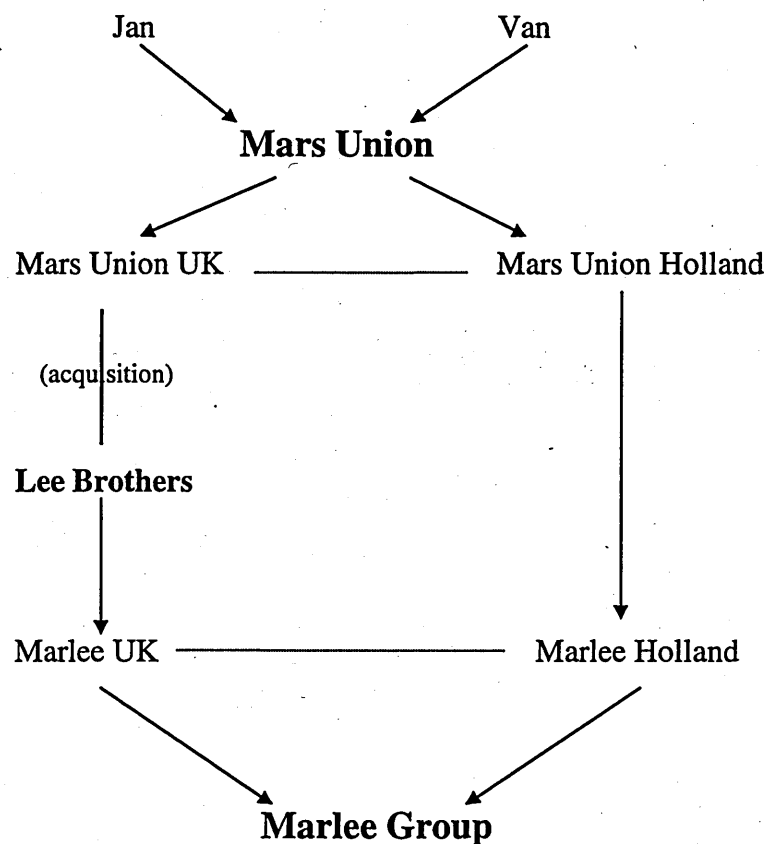 Jan Van
Mars Union
Mars Union UK Mars Union Holland
(acquisition)
Lee Brothers
Marlee UK Marlee Holland
Marlee Group